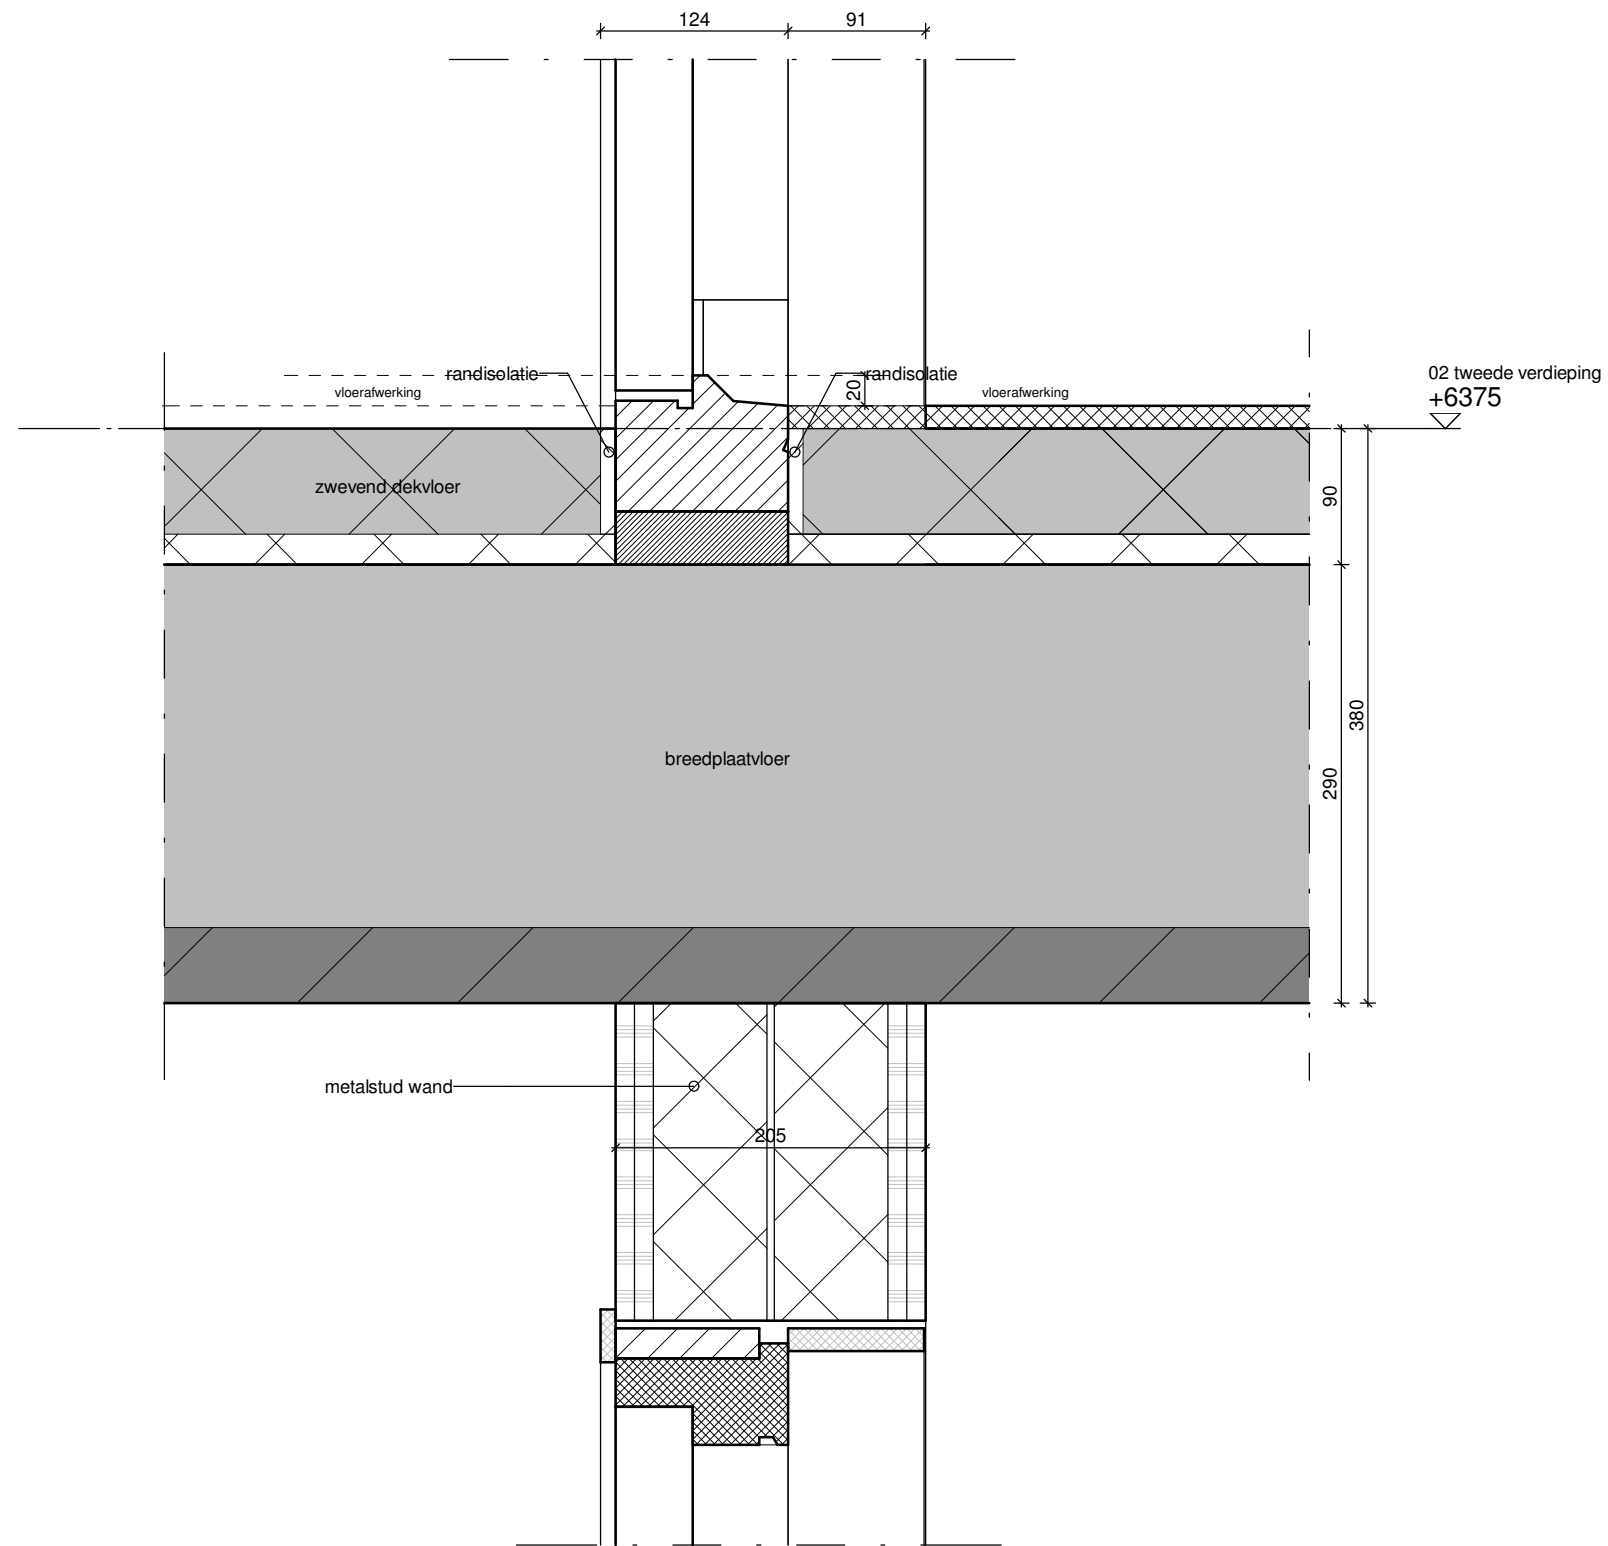 124
91
randisolatie
randisolatie
20
vloerafwerking
vloerafwerking
02 tweede verdieping
+6375
zwevend dekvloer
90
breedplaatvloer
380
290
metalstud wand
205